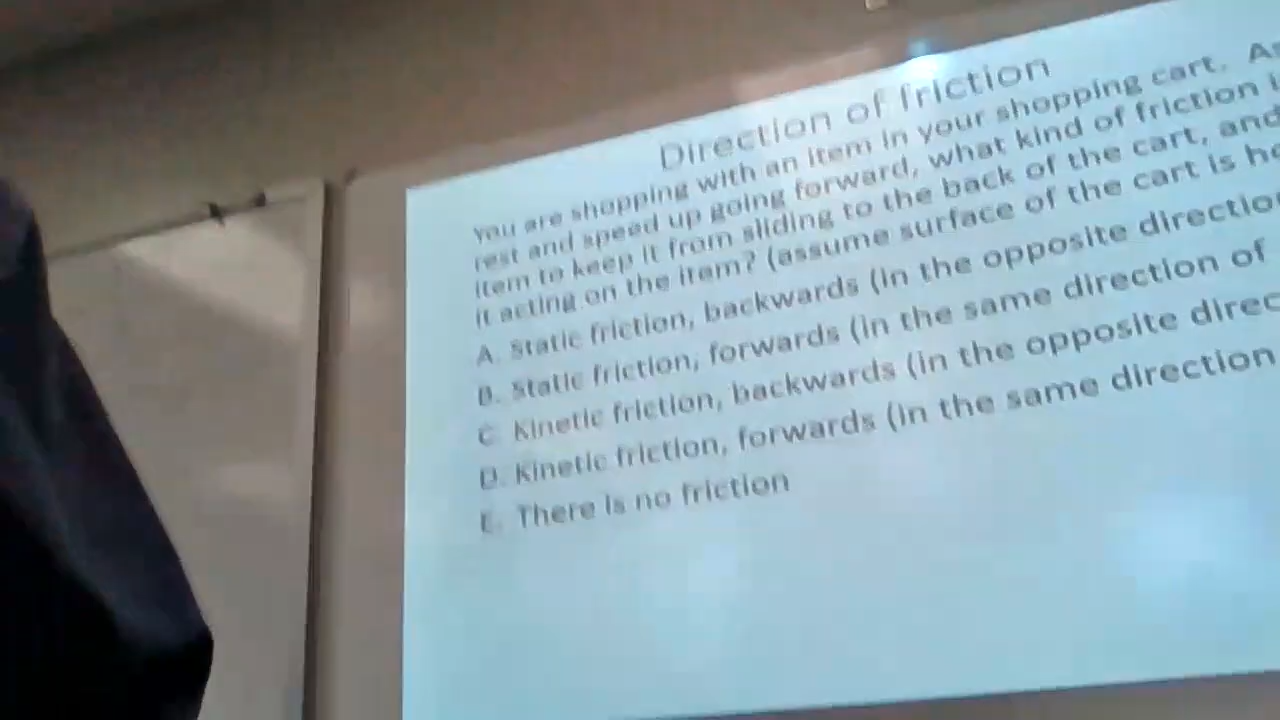 Direction of friction
You are shopping with an item in your shopping cart.
rest and speed up going forward, what kind of friction
item to keep it from sliding to the back of the cart, and
it acting on the item? (assume surface of the cart is
A. Static friction, backwards (in the opposite
B. Static friction, forwards (in the same direction of
C. Kinetic friction, backwards (in the opposite
D. Kinetic friction, forwards (in the same direction
E. There is no friction